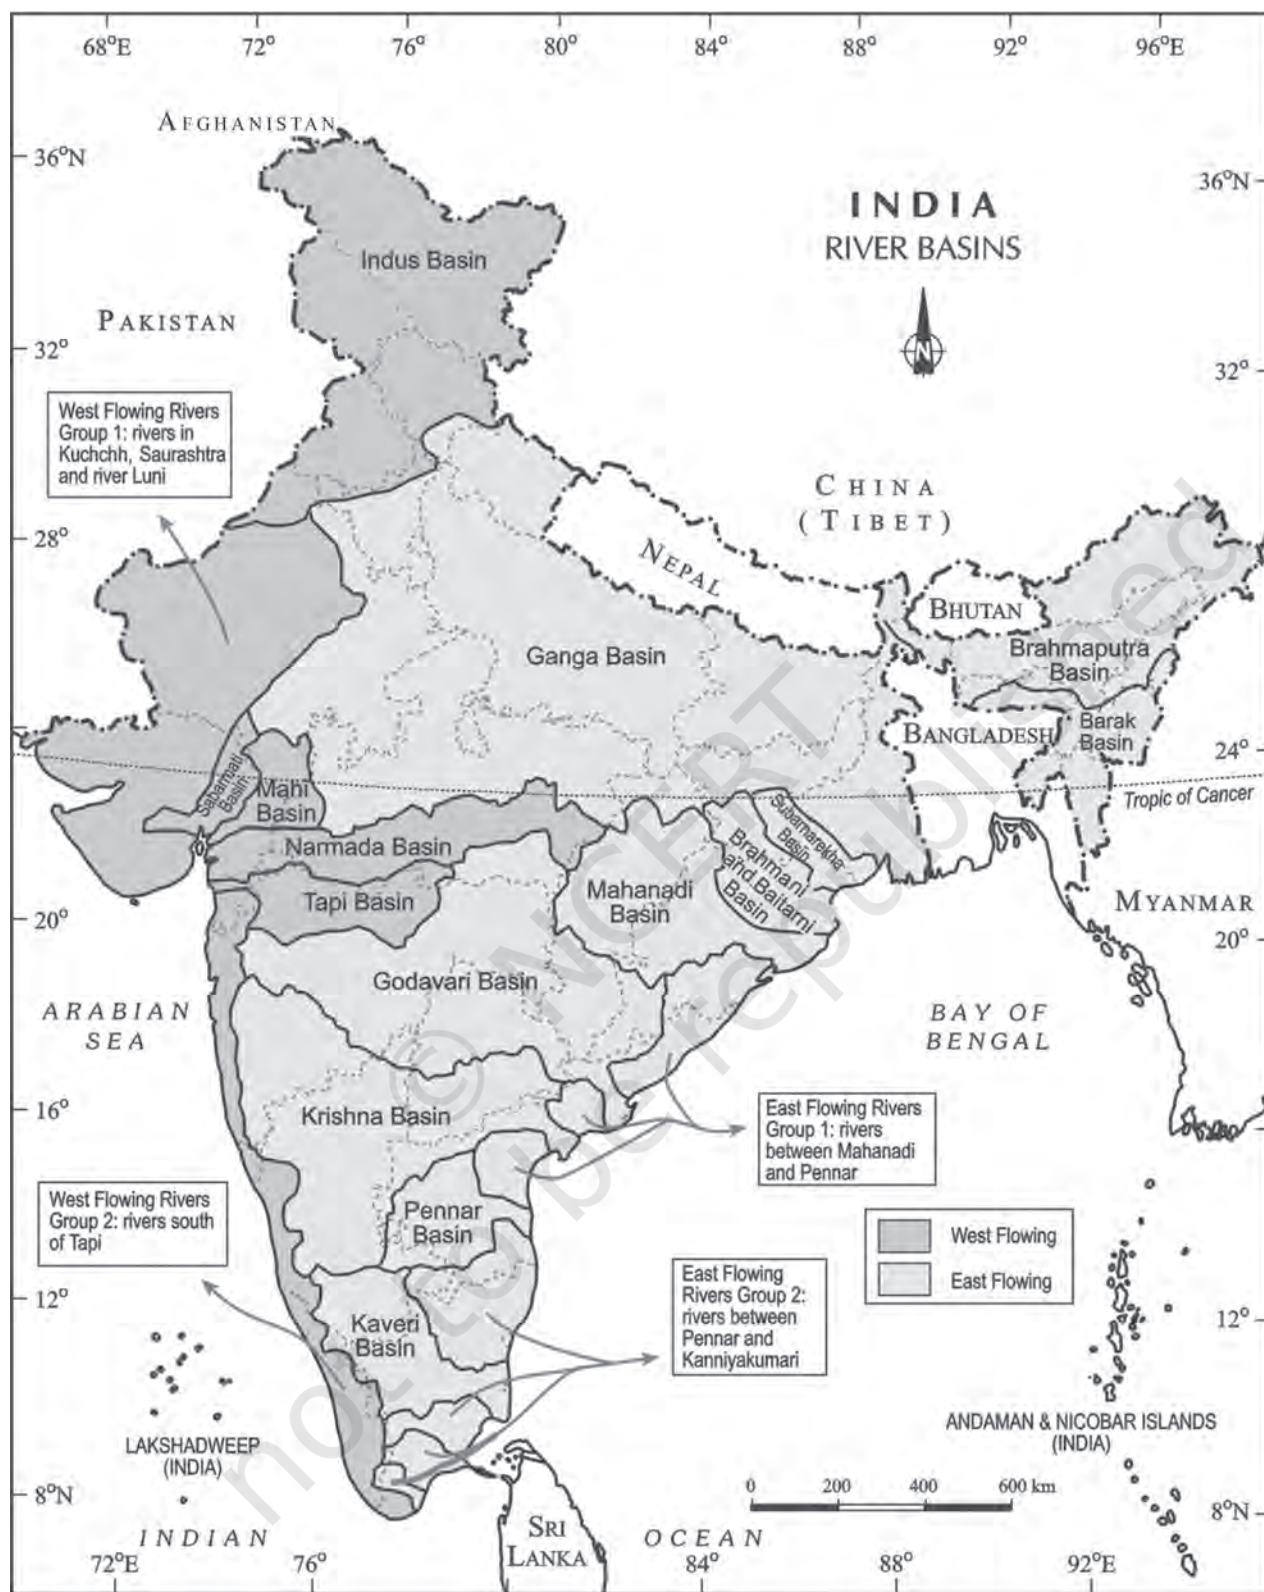 68°E 72° 76° 80° 84° 88° 92° 96°E
AFGHANISTAN
36°N
36°N
INDIA
RIVER BASINS
Indus Basin
N
PAKISTAN
32°
32°
West Flowing Rivers
Group 1: rivers in
Kuchchh, Saurashtra
and river Luni
CHINA
(TIBET)
28°
28°
NEPAL
BHUTAN
Ganga Basin
Brahmaputra
Basin
BANGLADESH
Barak
Basin
24°
Sabarmati
Basin
Mahi
Basin
Tropic of Cancer
Subarnarekha
Basin
Narmada Basin
Brahmani
and Baitarni
Basin
Tapi Basin
Mahanadi
Basin
MYANMAR
20°
20°
Godavari Basin
ARABIAN
SEA
BAY OF
BENGAL
16°
Krishna Basin
East Flowing Rivers
Group 1: rivers
between Mahanadi
and Pennar
West Flowing Rivers
Group 2: rivers south
of Tapi
Pennar
Basin
West Flowing
East Flowing
East Flowing
Rivers Group 2:
rivers between
Pennar and
Kanniyakumari
12°
12°
Kaveri
Basin
LAKSHADWEEP
(INDIA)
ANDAMAN & NICOBAR ISLANDS
(INDIA)
0 200 400 600 km
8°N
8°N
INDIAN OCEAN
SRI
LANKA
72°E 76° 84° 88° 92°E
© NCERT
not to be republished